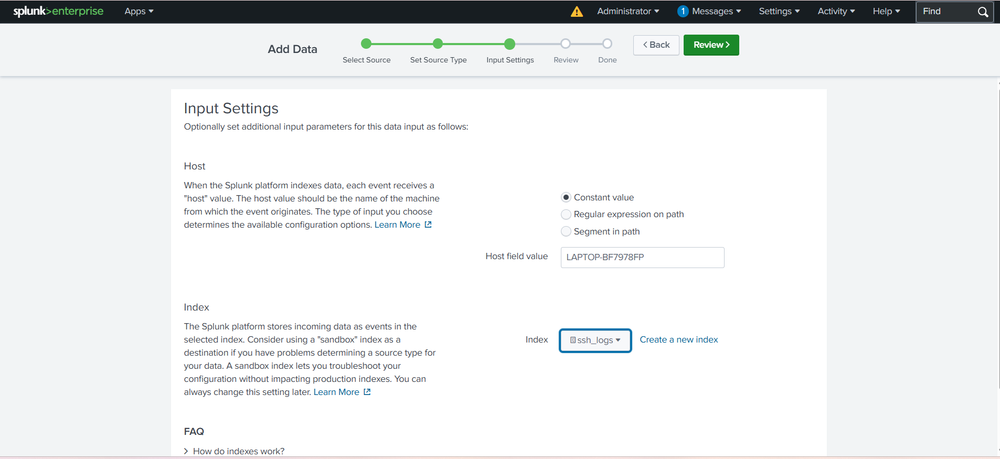 splunk>enterprise Apps Administrator 1 Messages Settings Activity Help Find
Add Data
Select Source Set Source Type Input Settings Review Done
Back Review
Input Settings
Optionally set additional input parameters for this data input as follows:
Host
When the Splunk platform indexes data, each event receives a
"host" value. The host value should be the name of the machine
from which the event originates. The type of input you choose
determines the available configuration options. Learn More
Constant value
Regular expression on path
Segment in path
Host field value LAPTOP-BF7978FP
Index
The Splunk platform stores incoming data as events in the
selected index. Consider using a "sandbox" index as a
destination if you have problems determining a source type for
your data. A sandbox index lets you troubleshoot your
configuration without impacting production indexes. You can
always change this setting later. Learn More
Index ssh_logs Create a new index
FAQ
How do indexes work?